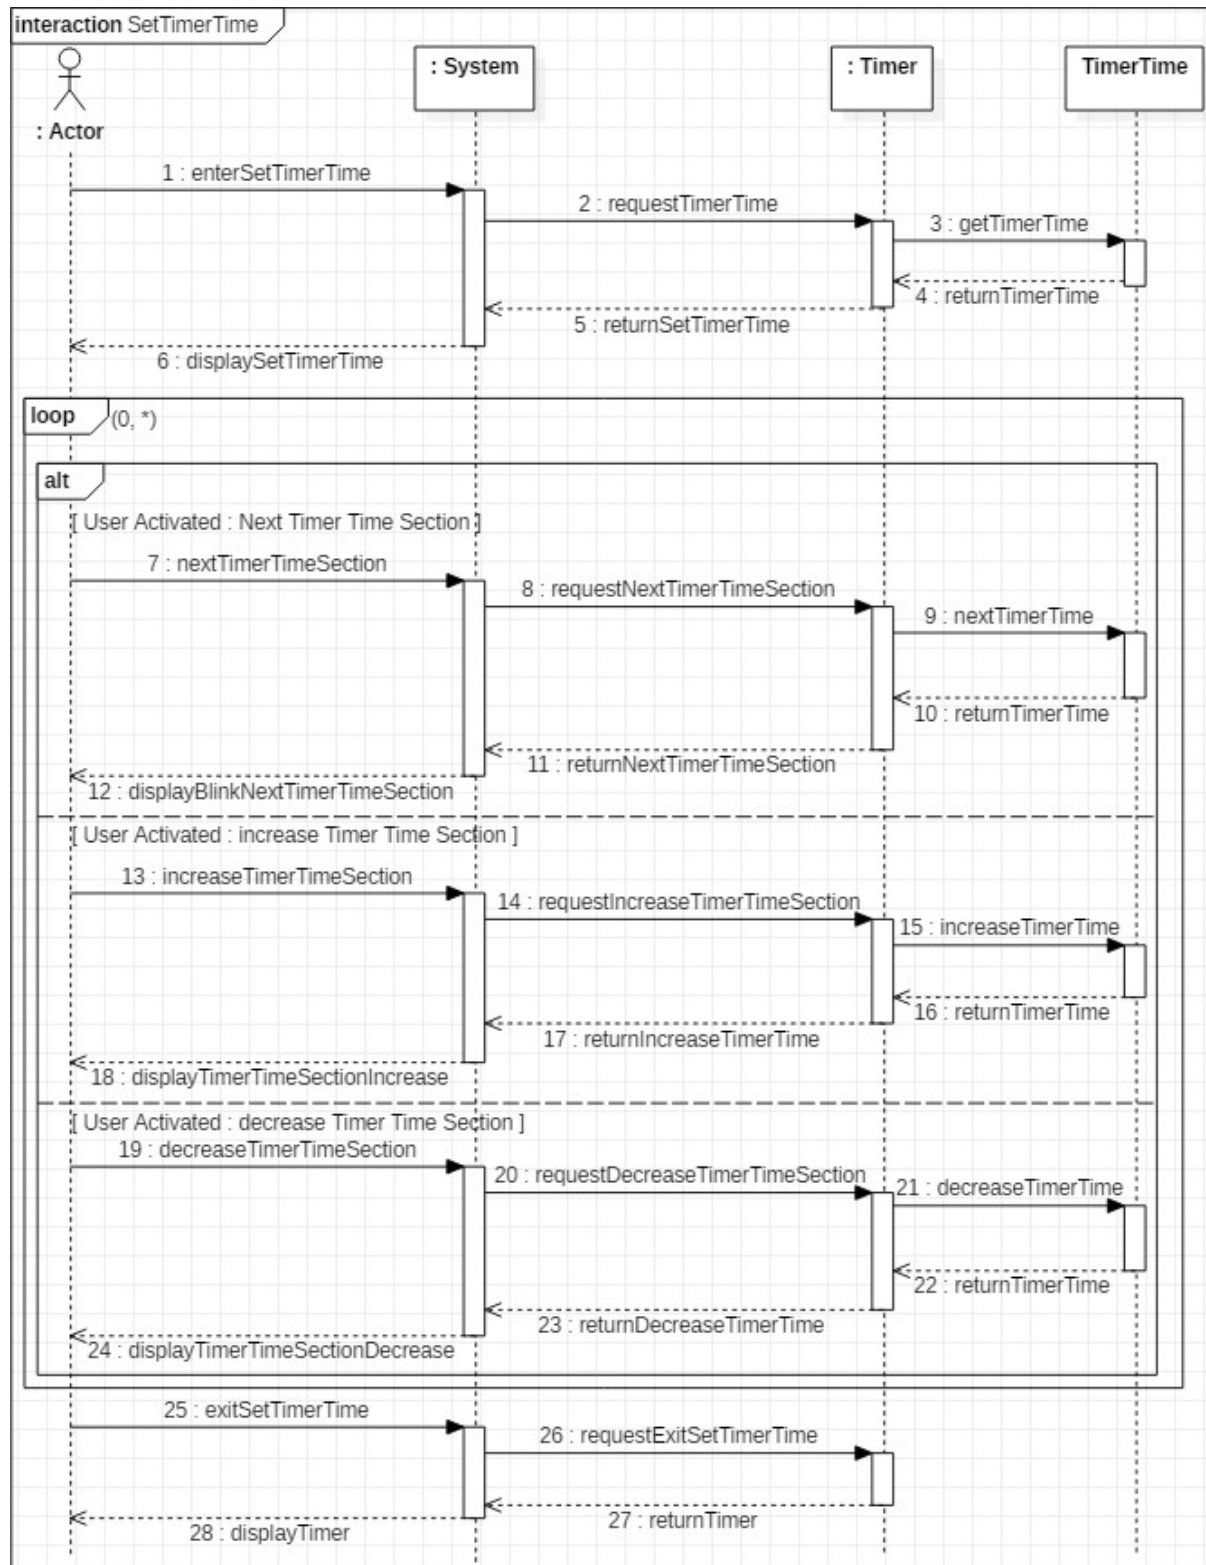 interaction SetTimerTime
: Actor
: System
: Timer
TimerTime
1 : enterSetTimerTime
2 : requestTimerTime
3 : getTimerTime
4 : returnTimerTime
5 : returnSetTimerTime
6 : displaySetTimerTime
loop (0, *)
alt
[ User Activated : Next Timer Time Section ]
7 : nextTimerTimeSection
8 : requestNextTimerTimeSection
9 : nextTimerTime
10 : returnTimerTime
11 : returnNextTimerTimeSection
12 : displayBlinkNextTimerTimeSection
[ User Activated : increase Timer Time Section ]
13 : increaseTimerTimeSection
14 : requestIncreaseTimerTimeSection
15 : increaseTimerTime
16 : returnTimerTime
17 : returnIncreaseTimerTime
18 : displayTimerTimeSectionIncrease
[ User Activated : decrease Timer Time Section ]
19 : decreaseTimerTimeSection
20 : requestDecreaseTimerTimeSection
21 : decreaseTimerTime
22 : returnTimerTime
23 : returnDecreaseTimerTime
24 : displayTimerTimeSectionDecrease
25 : exitSetTimerTime
26 : requestExitSetTimerTime
27 : returnTimer
28 : displayTimer